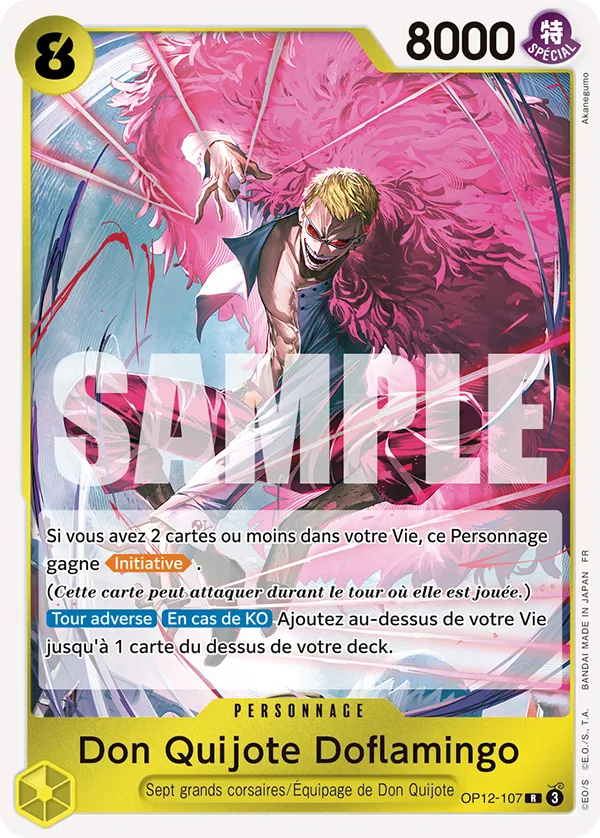 8
8000
特
SPÉCIAL
Akanegumo
SAMPLE
Si vous avez 2 cartes ou moins dans votre Vie, ce Personnage
gagne Initiative .
(Cette carte peut attaquer durant le tour où elle est jouée.)
Tour adverse En cas de KO Ajoutez au-dessus de votre Vie
jusqu'à 1 carte du dessus de votre deck.
©EO/S ©E.O./S., T.A. BANDAI MADE IN JAPAN FR
PERSONNAGE
Don Quijote Doflamingo
Sept grands corsaires/Équipage de Don Quijote
OP12-107 R 3